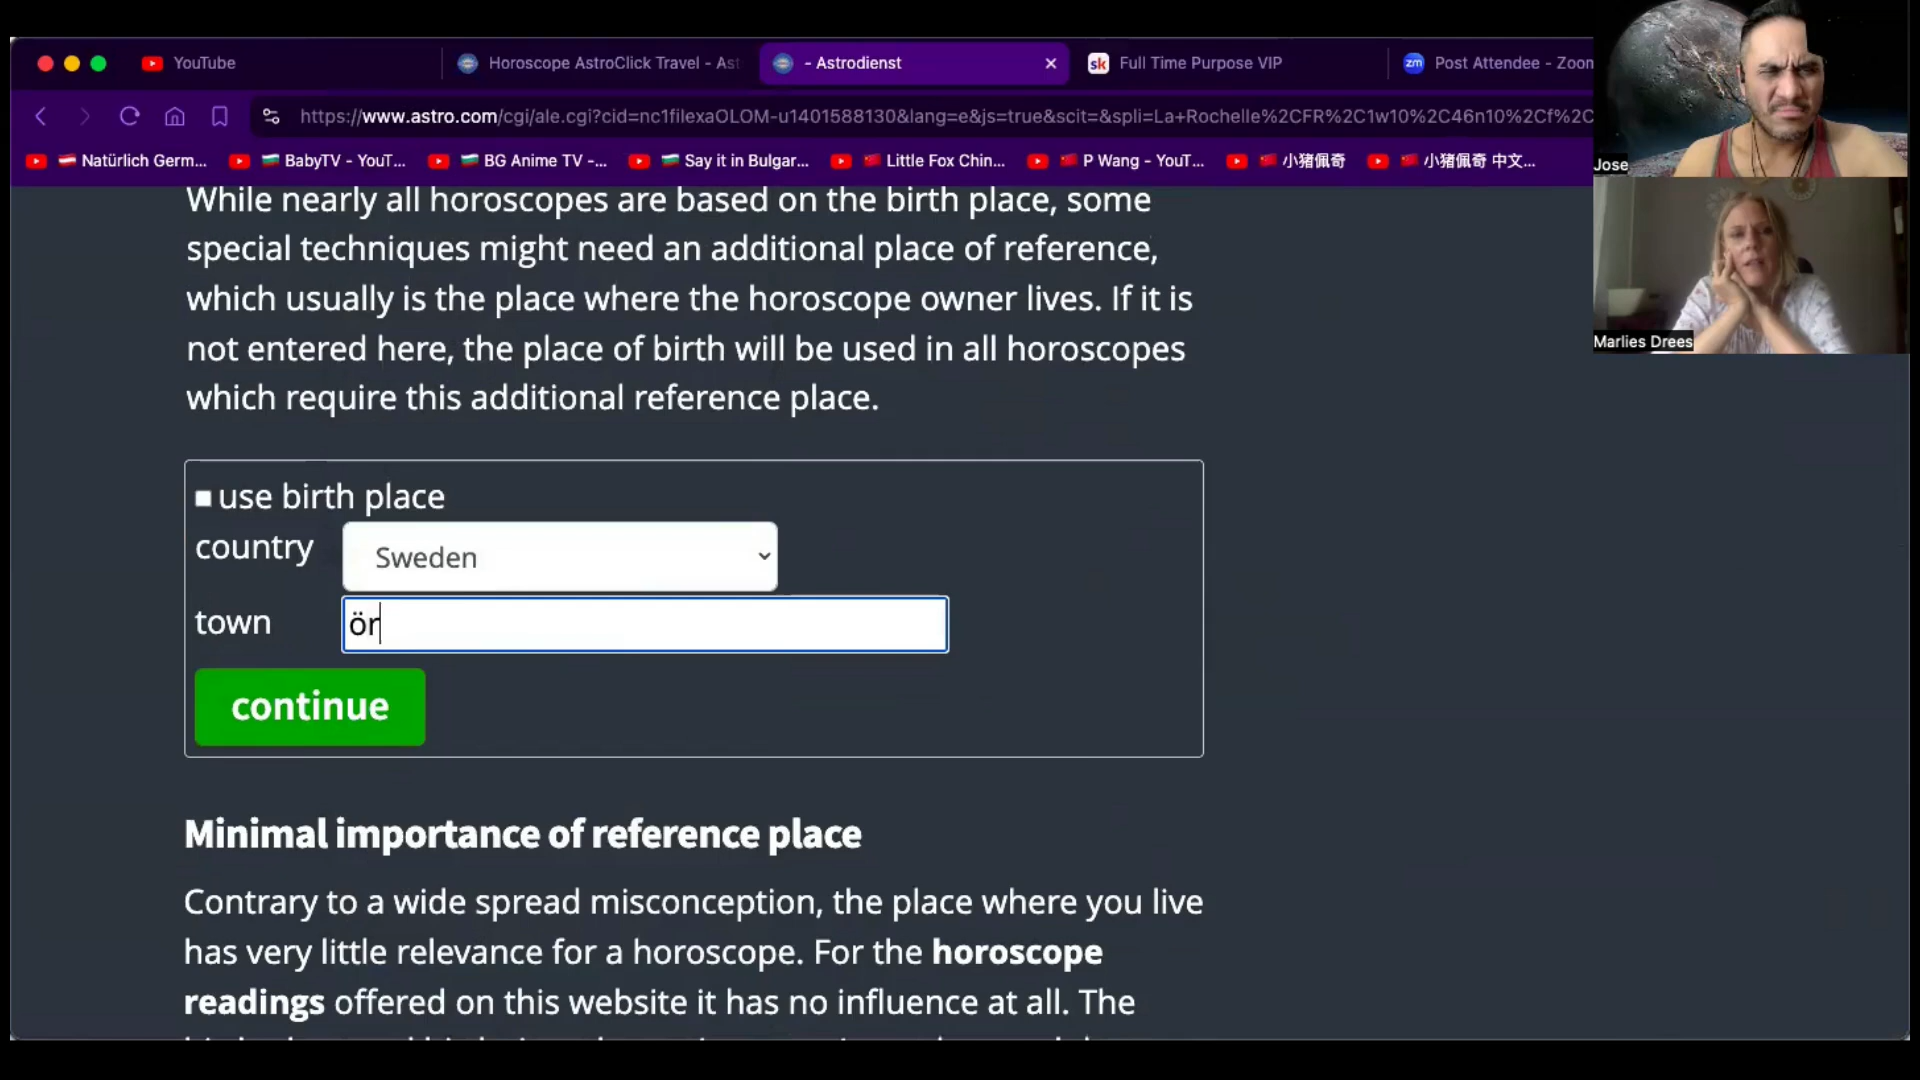 YouTube
Horoscope AstroClick Travel - Ast
- Astrodienst
sk Full Time Purpose VIP
zm Post Attendee - Zoom
https://www.astro.com/cgi/ale.cgi?cid=nc1filexaOLOM-u1401588130&lang=e&js=true&scit=&spli=La+Rochelle%2CFR%2C1w10%2C46n10%2Cf%2C
Natürlich Germ...
BabyTV - YouT...
BG Anime TV -...
Say it in Bulgar...
Little Fox Chin...
P Wang - YouT...
小猪佩奇
小猪佩奇 中文...
Jose
Marlies Drees
While nearly all horoscopes are based on the birth place, some
special techniques might need an additional place of reference,
which usually is the place where the horoscope owner lives. If it is
not entered here, the place of birth will be used in all horoscopes
which require this additional reference place.
use birth place
country Sweden
town ör
continue
Minimal importance of reference place
Contrary to a wide spread misconception, the place where you live
has very little relevance for a horoscope. For the horoscope
readings offered on this website it has no influence at all. The